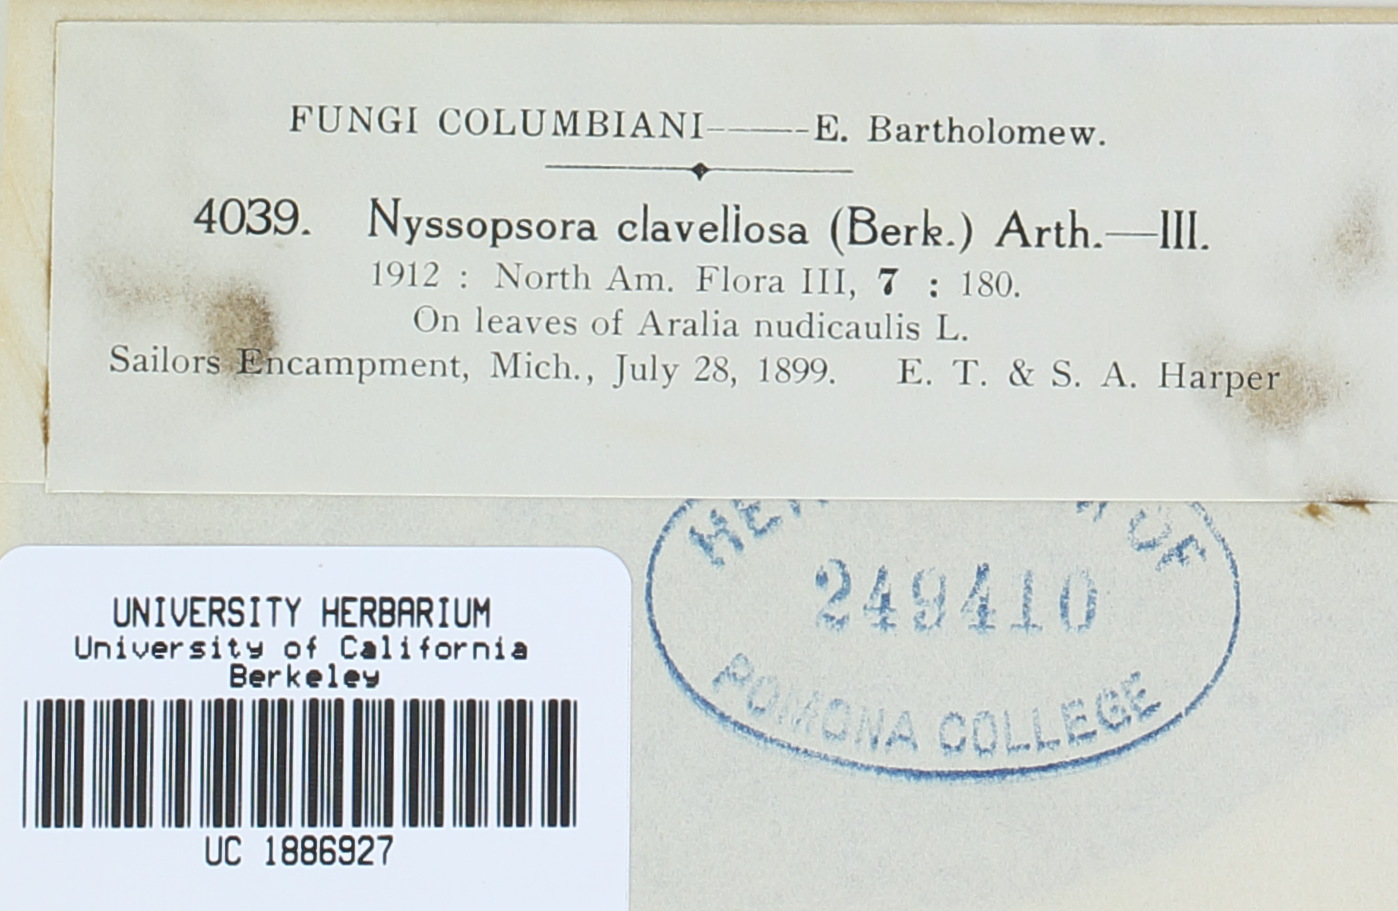 FUNGI COLUMBIANI———E. Bartholomew.
4039. Nyssopsora clavellosa (Berk.) Arth.—III.
1912 : North Am. Flora III, 7 : 180.
On leaves of Aralia nudicaulis L.
Sailors Encampment, Mich., July 28, 1899. E. T. & S. A. Harper
OF
249410
POMONA COLLEGE
UNIVERSITY HERBARIUM
University of California
Berkeley
UC 1886927